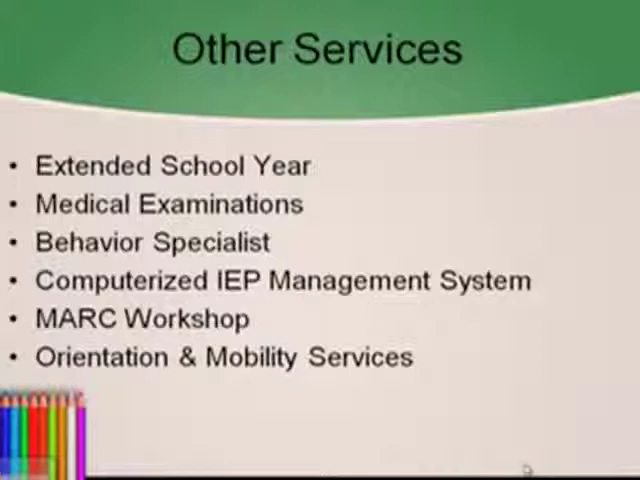 Other Services
• Extended School Year
• Medical Examinations
• Behavior Specialist
• Computerized IEP Management System
• MARC Workshop
• Orientation & Mobility Services